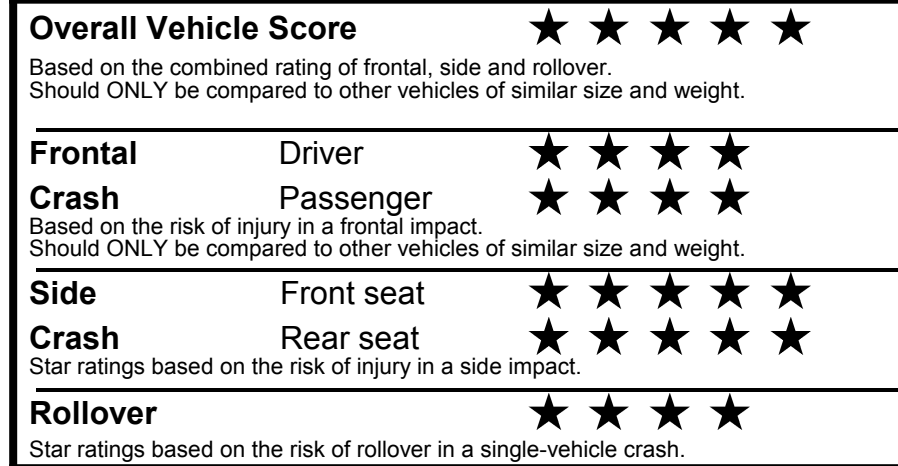 Overall Vehicle Score ★ ★ ★ ★ ★
Based on the combined rating of frontal, side and rollover.
Should ONLY be compared to other vehicles of similar size and weight.
Frontal Driver ★ ★ ★ ★
Crash Passenger ★ ★ ★ ★
Based on the risk of injury in a frontal impact.
Should ONLY be compared to other vehicles of similar size and weight.
Side Front seat ★ ★ ★ ★ ★
Crash Rear seat ★ ★ ★ ★ ★
Star ratings based on the risk of injury in a side impact.
Rollover ★ ★ ★ ★
Star ratings based on the risk of rollover in a single-vehicle crash.